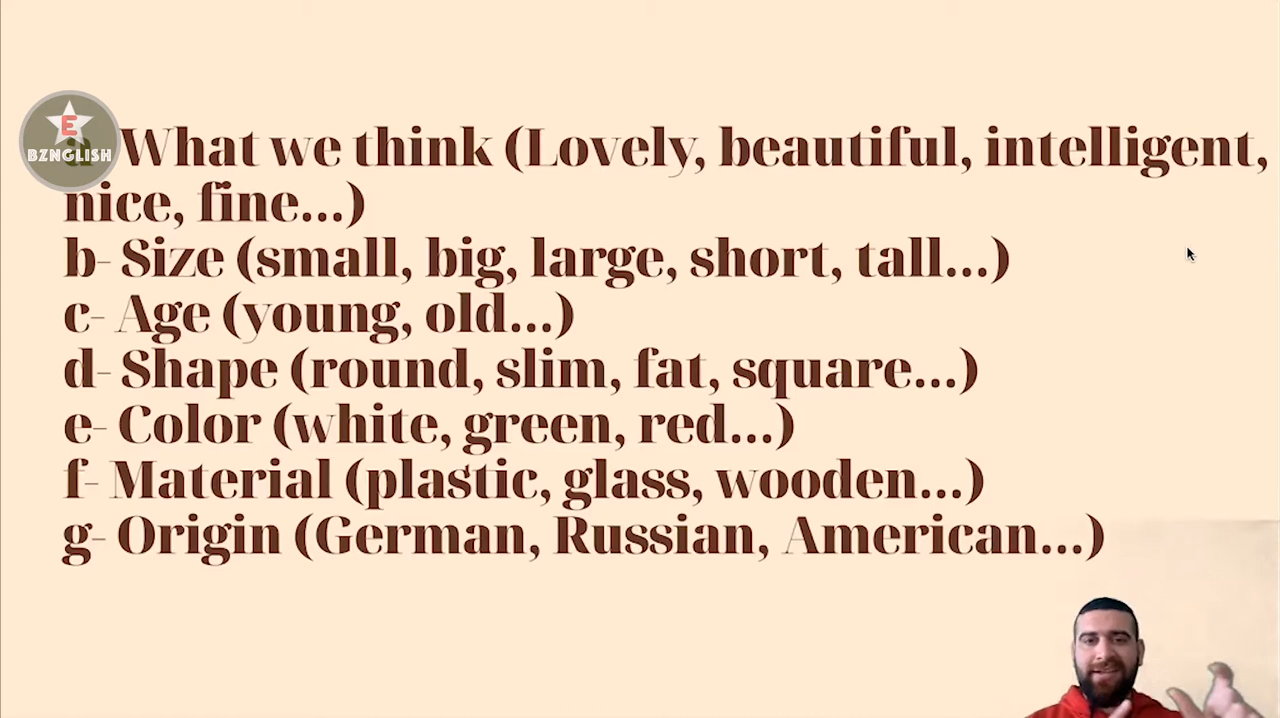 E
BZNGLISH
What we think (Lovely, beautiful, intelligent,
nice, fine...)
b- Size (small, big, large, short, tall...)
c- Age (young, old...)
d- Shape (round, slim, fat, square...)
e- Color (white, green, red...)
f- Material (plastic, glass, wooden...)
g- Origin (German, Russian, American...)